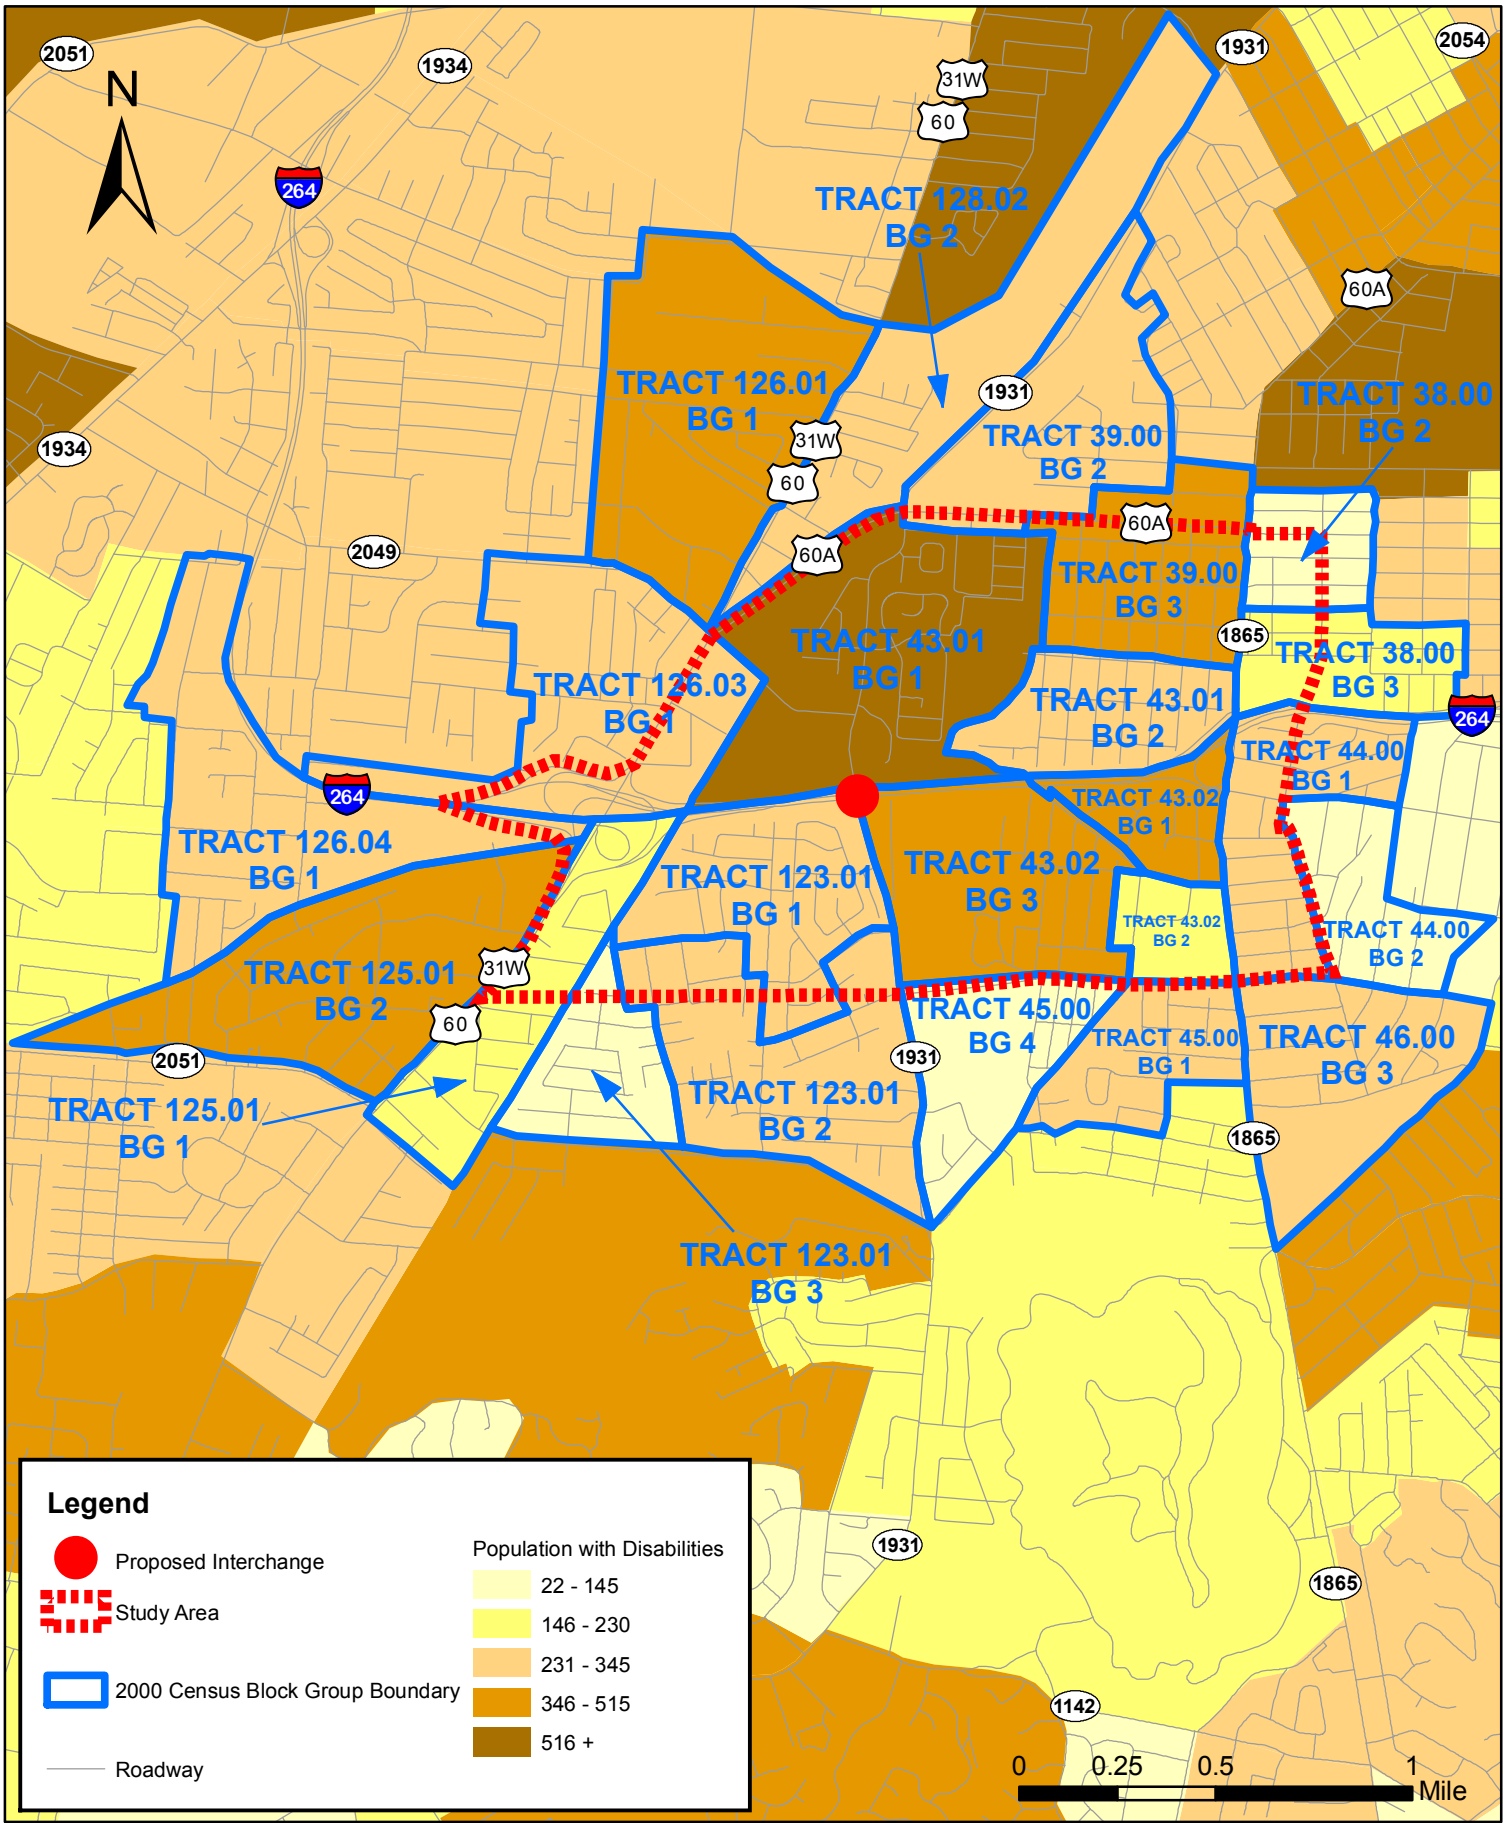 2051
1934
1931
2054
N
31W
60
264
TRACT 128.02
BG 2
60A
TRACT 126.01
BG 1
1931
TRACT 38.00
BG 2
31W
TRACT 39.00
BG 2
1934
60
60A
2049
60A
TRACT 39.00
BG 3
TRACT 43.01
BG 1
1865
TRACT 38.00
BG 3
TRACT 126.03
BG 1
TRACT 43.01
BG 2
264
TRACT 44.00
BG 1
264
TRACT 43.02
BG 1
TRACT 126.04
BG 1
TRACT 123.01
BG 1
TRACT 43.02
BG 3
TRACT 43.02
BG 2
TRACT 44.00
BG 2
31W
TRACT 125.01
BG 2
60
TRACT 45.00
BG 4
TRACT 45.00
BG 1
TRACT 46.00
BG 3
2051
1931
TRACT 125.01
BG 1
TRACT 123.01
BG 2
1865
TRACT 123.01
BG 3
Legend
Proposed Interchange
Study Area
2000 Census Block Group Boundary
Roadway
Population with Disabilities
22 - 145
146 - 230
231 - 345
346 - 515
516 +
1931
1865
1142
0 0.25 0.5 1
Mile